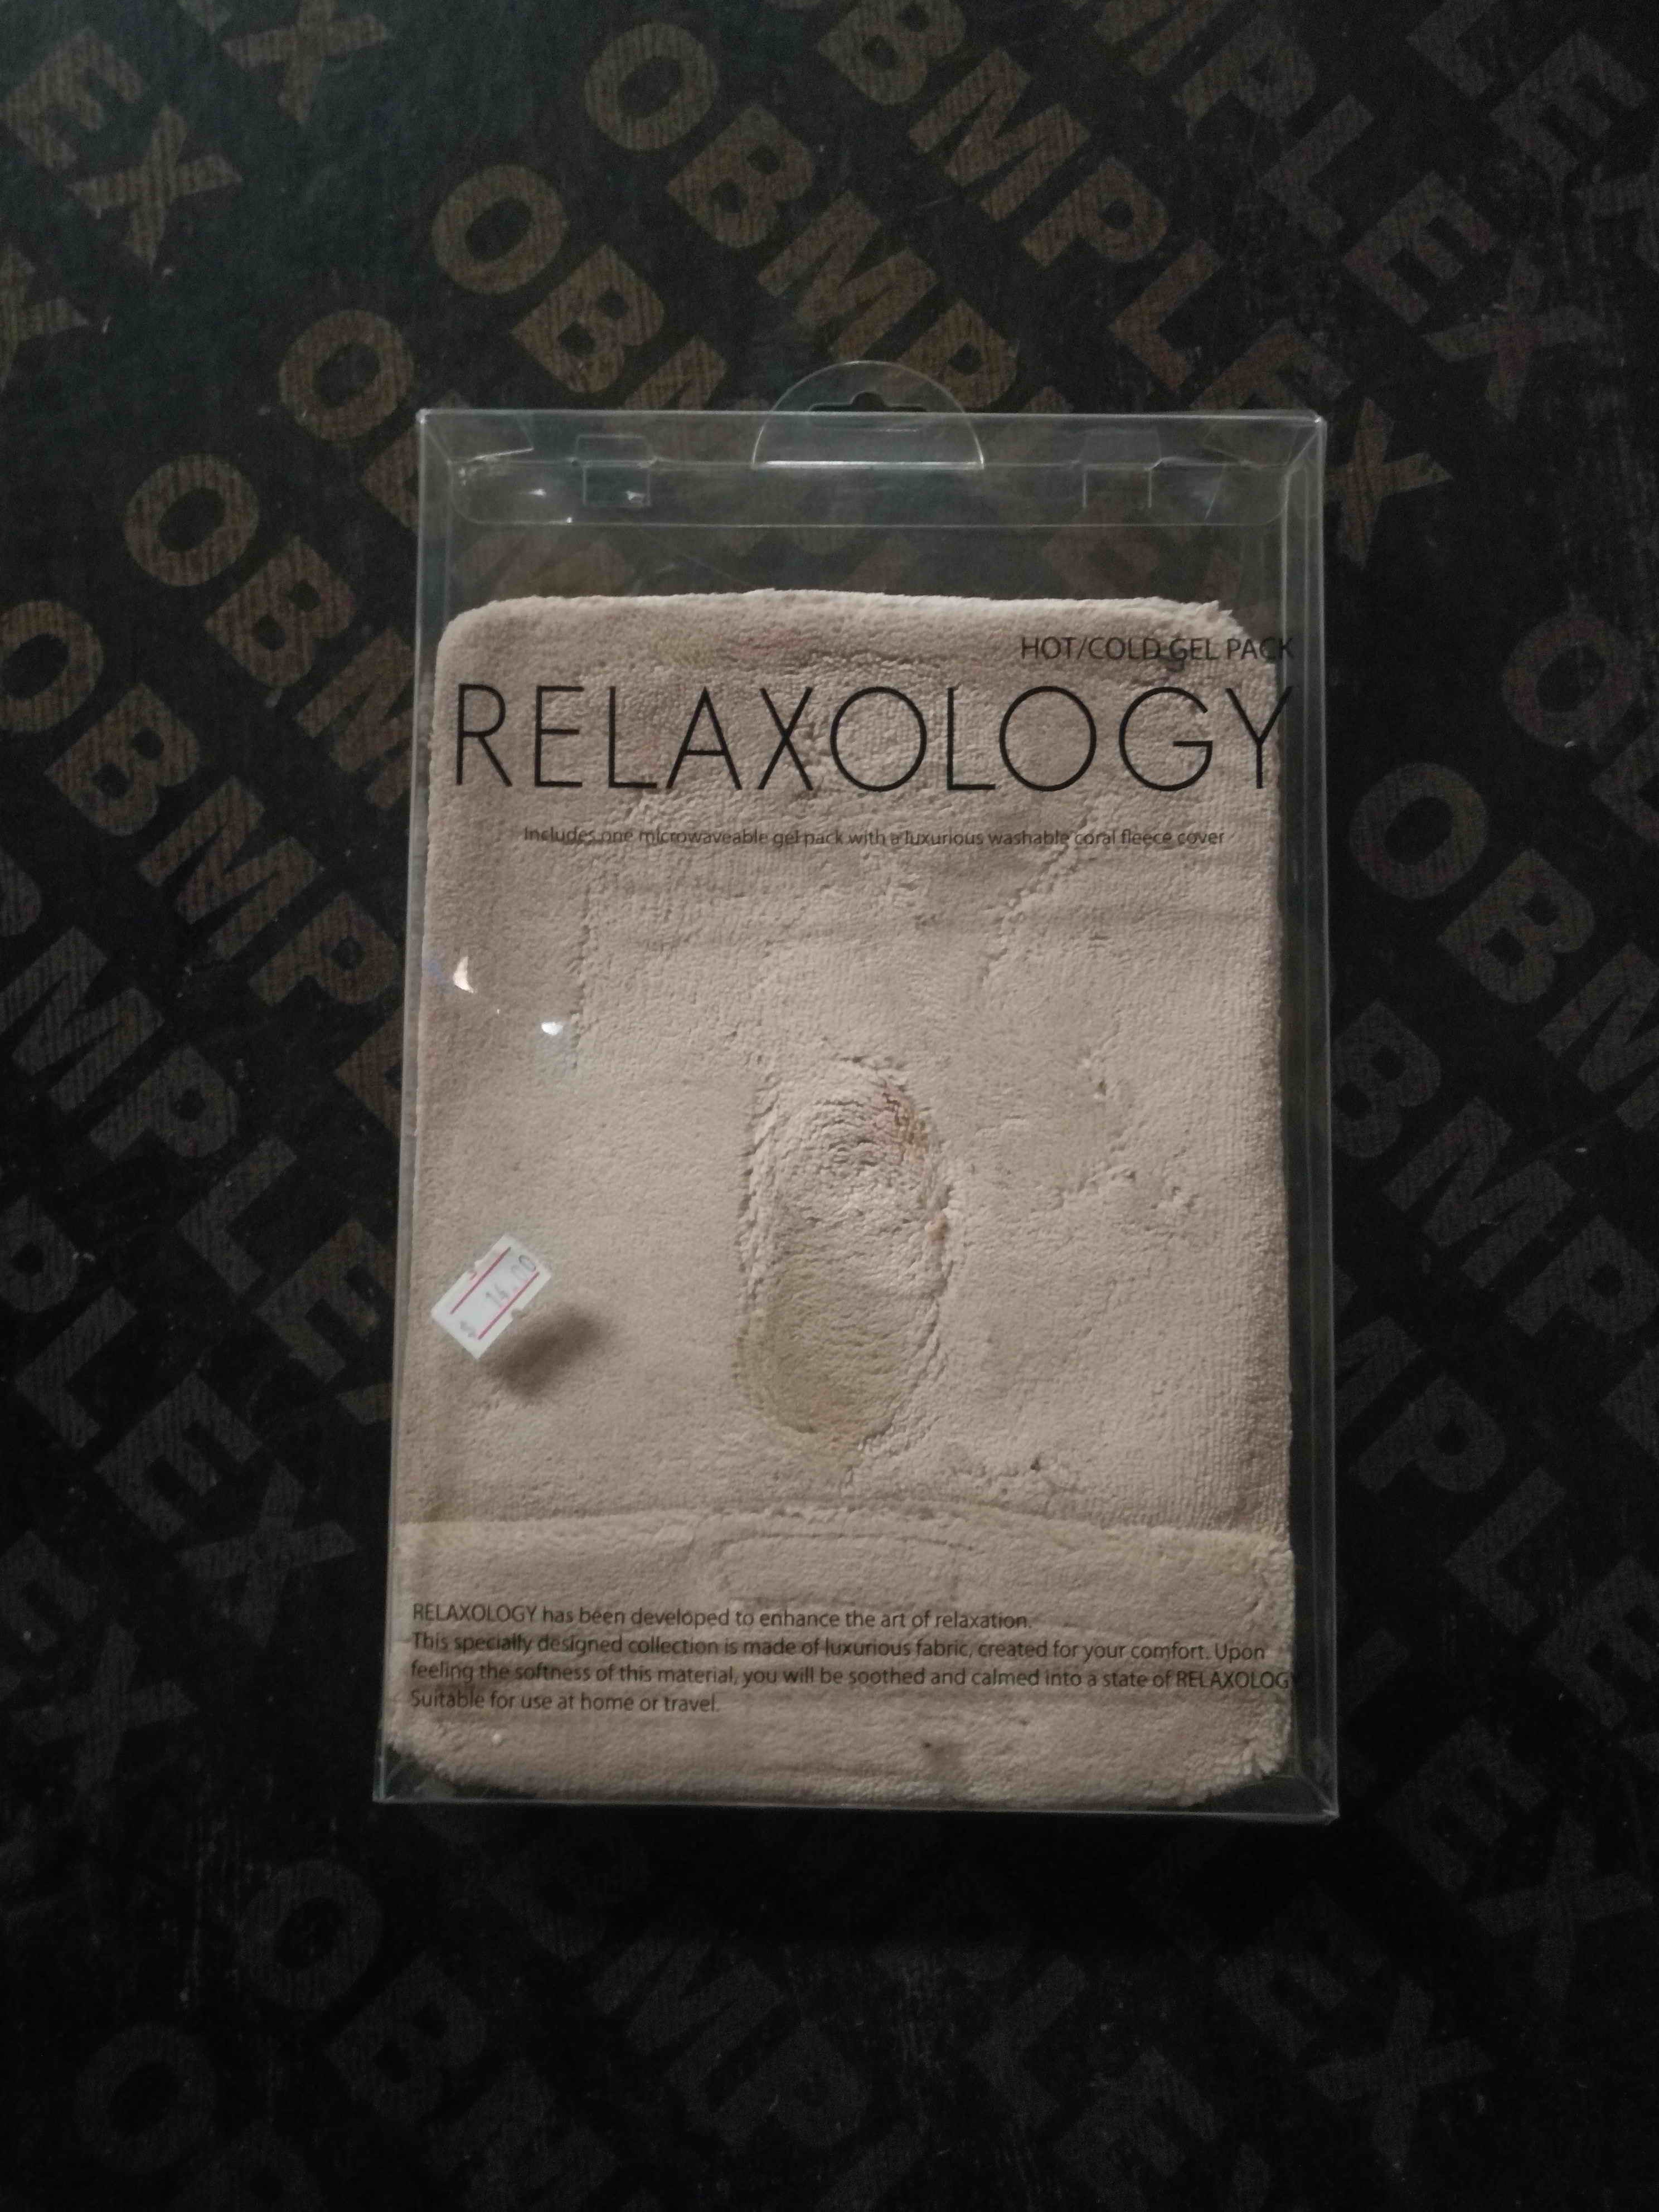 HOT/COLD GEL PACK
RELAXOLOGY
Includes one microwaveable gel pack with a luxurious washable coral fleece cover
14.00
RELAXOLOGY has been developed to enhance the art of relaxation.
This specially designed collection is made of luxurious fabric, created for your comfort. Upon
feeling the softness of this material, you will be soothed and calmed into a state of RELAXOLOGY
Suitable for use at home or travel.